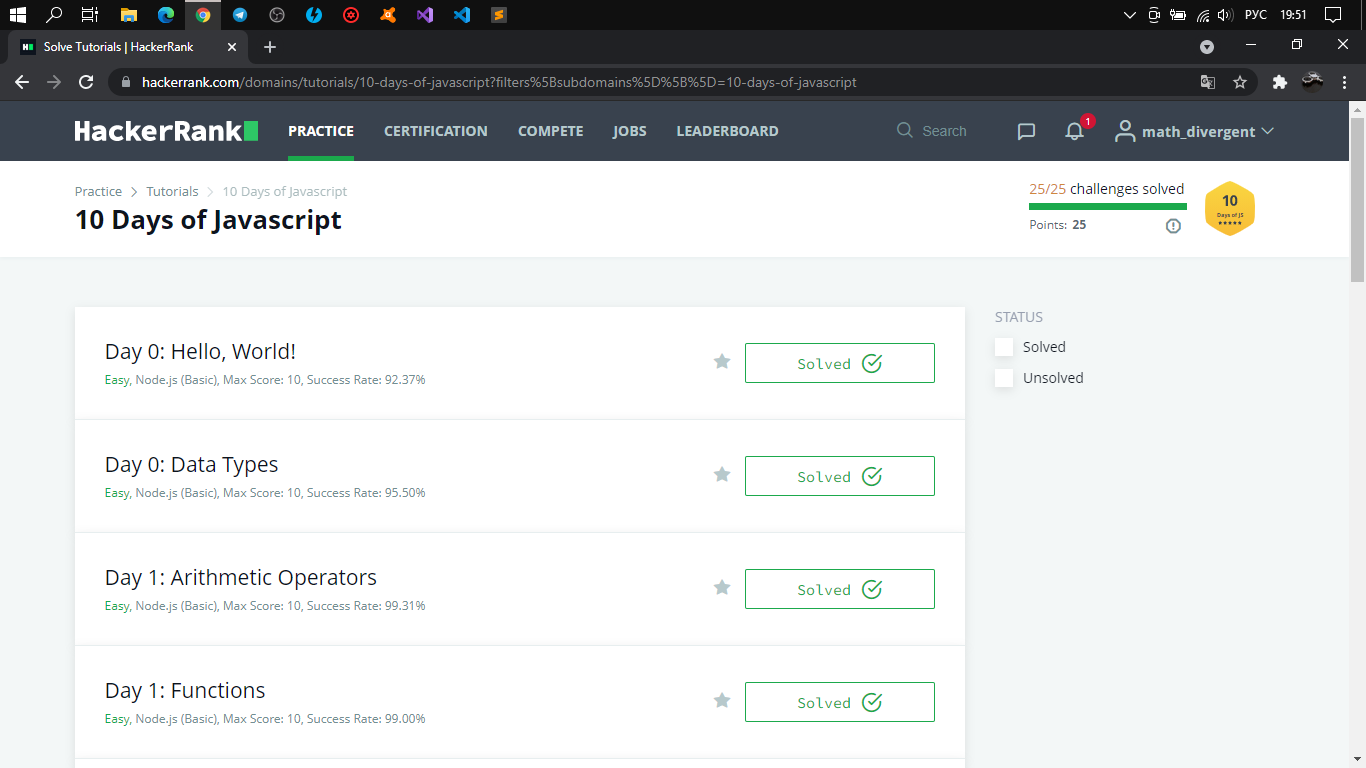 РУС 19:51
Solve Tutorials | HackerRank
hackerrank.com/domains/tutorials/10-days-of-javascript?filters%5Bsubdomains%5D%5B%5D=10-days-of-javascript
HackerRank PRACTICE CERTIFICATION COMPETE JOBS LEADERBOARD Search 1 math_divergent
Practice Tutorials 10 Days of Javascript
10 Days of Javascript
25/25 challenges solved
Points: 25
10
Days of JS
Day 0: Hello, World!
Easy, Node.js (Basic), Max Score: 10, Success Rate: 92.37%
Solved
Day 0: Data Types
Easy, Node.js (Basic), Max Score: 10, Success Rate: 95.50%
Solved
Day 1: Arithmetic Operators
Easy, Node.js (Basic), Max Score: 10, Success Rate: 99.31%
Solved
Day 1: Functions
Easy, Node.js (Basic), Max Score: 10, Success Rate: 99.00%
Solved
STATUS
Solved
Unsolved